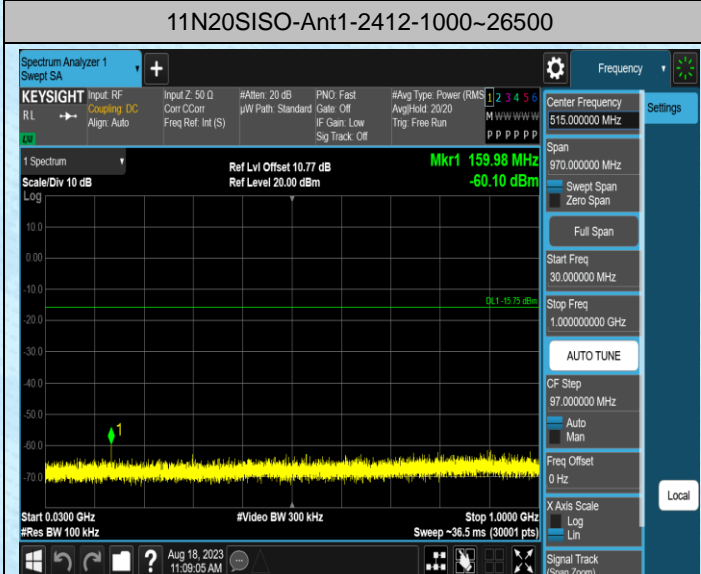 11N20SISO-Ant1-2412-1000~26500
Spectrum Analyzer 1
Swept SA
Frequency
KEYSIGHT
RL
LXI
Input: RF
Coupling: DC
Align: Auto
Input Z: 50 Ω
Corr CCorr
Freq Ref: Int (S)
#Atten: 20 dB
µW Path: Standard
PNO: Fast
Gate: Off
IF Gain: Low
Sig Track: Off
#Avg Type: Power (RMS
Avg|Hold: 20/20
Trig: Free Run
1 2 3 4 5 6
M W W W W W
P P P P P P
1 Spectrum
Scale/Div 10 dB
Log
Ref Lvl Offset 10.77 dB
Ref Level 20.00 dBm
Mkr1 159.98 MHz
-60.10 dBm
10.0
0.00
-10.0
DL1 -15.75 dBm
-20.0
-30.0
-40.0
-50.0
1
-60.0
-70.0
Start 0.0300 GHz
#Res BW 100 kHz
#Video BW 300 kHz
Stop 1.0000 GHz
Sweep ~36.5 ms (30001 pts)
?
Aug 18, 2023
11:09:05 AM
Center Frequency
515.000000 MHz
Span
970.000000 MHz
Swept Span
Zero Span
Full Span
Start Freq
30.000000 MHz
Stop Freq
1.000000000 GHz
AUTO TUNE
CF Step
97.000000 MHz
Auto
Man
Freq Offset
0 Hz
X Axis Scale
Log
Lin
Signal Track
(Span Zoom)
Settings
Local